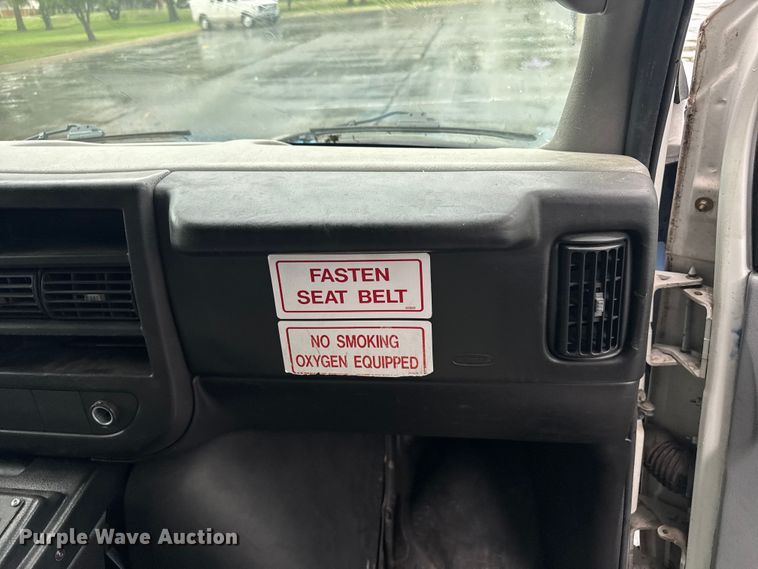 FASTEN
SEAT BELT
NO SMOKING
OXYGEN EQUIPPED
Purple Wave Auction